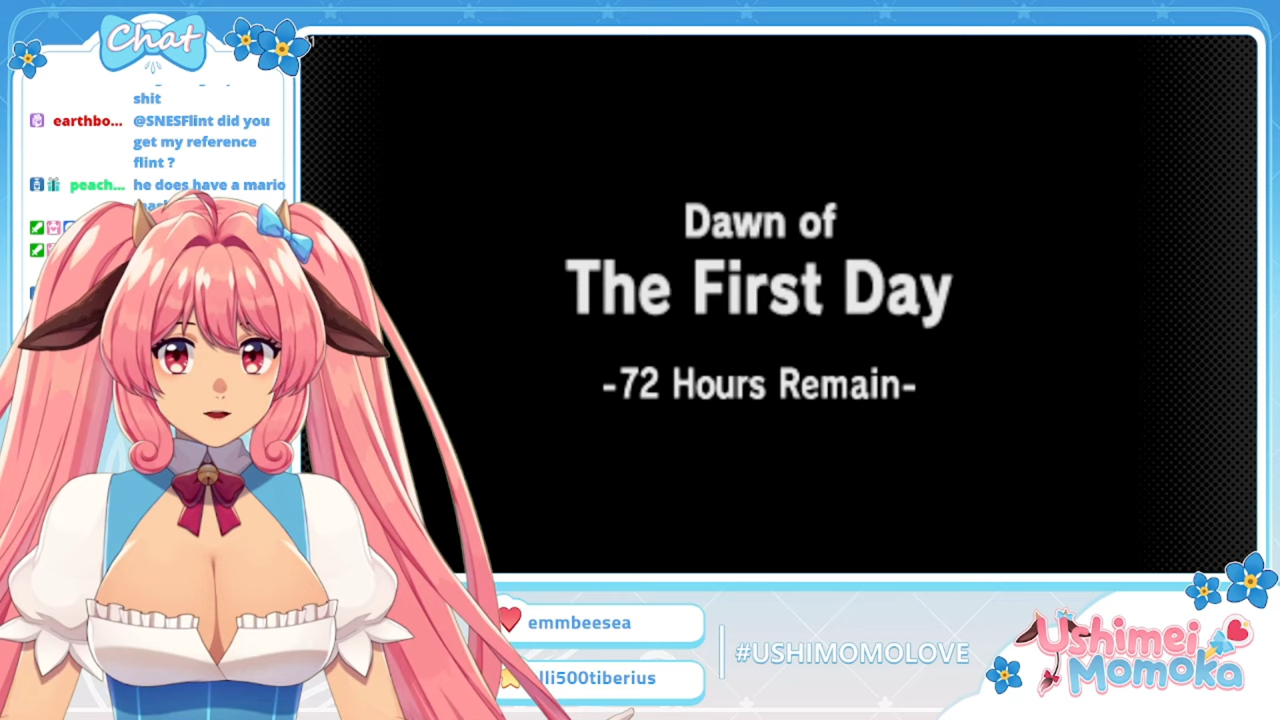 Chat
shit
earthbo... @SNESFlint did you
get my reference
flint ?
peach... he does have a mario
Dawn of
The First Day
-72 Hours Remain-
emmbeesea
lli500tiberius
#USHIMOMOLOVE
Ushimei
Momoka